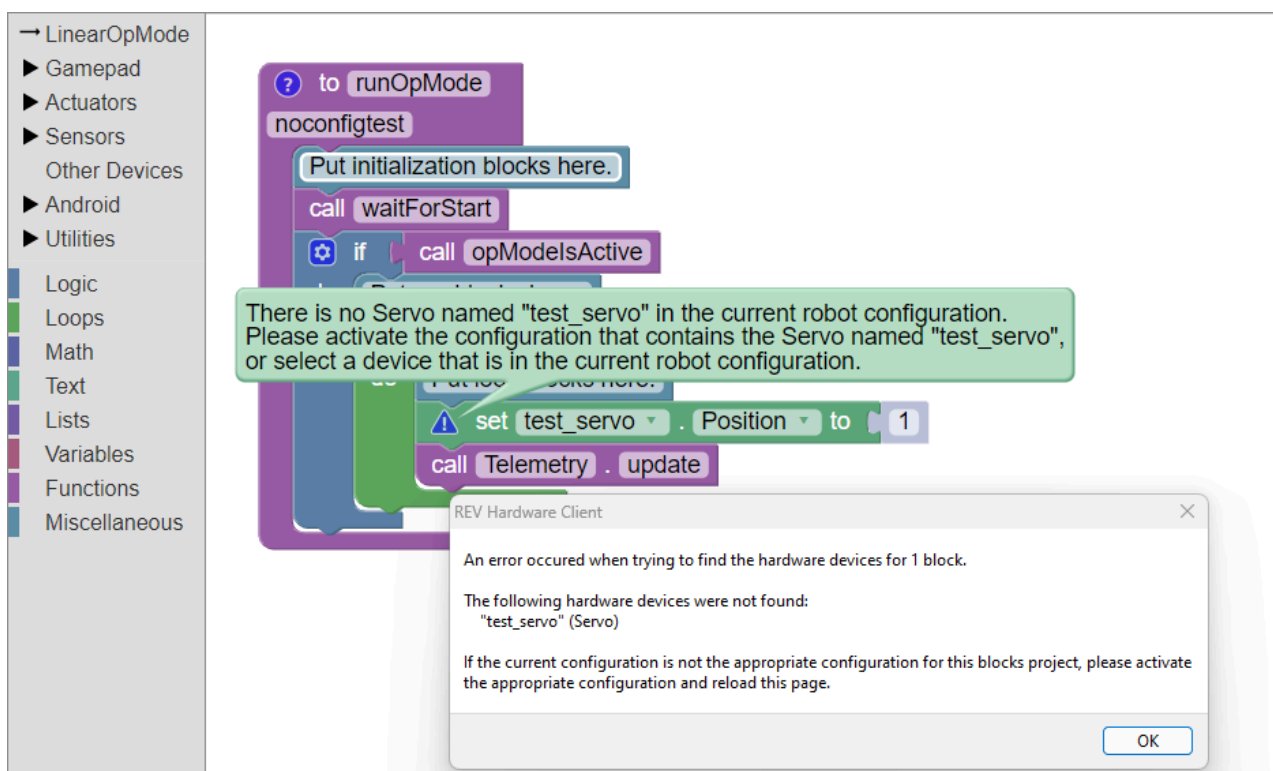 LinearOpMode
Gamepad
Actuators
Sensors
Other Devices
Android
Utilities
Logic
Loops
Math
Text
Lists
Variables
Functions
Miscellaneous
? to runOpMode
noconfigtest
Put initialization blocks here.
call waitForStart
if call opModeIsActive
There is no Servo named "test_servo" in the current robot configuration.
Please activate the configuration that contains the Servo named "test_servo",
or select a device that is in the current robot configuration.
set test_servo . Position to 1
call Telemetry . update
REV Hardware Client
An error occured when trying to find the hardware devices for 1 block.
The following hardware devices were not found:
"test_servo" (Servo)
If the current configuration is not the appropriate configuration for this blocks project, please activate
the appropriate configuration and reload this page.
OK